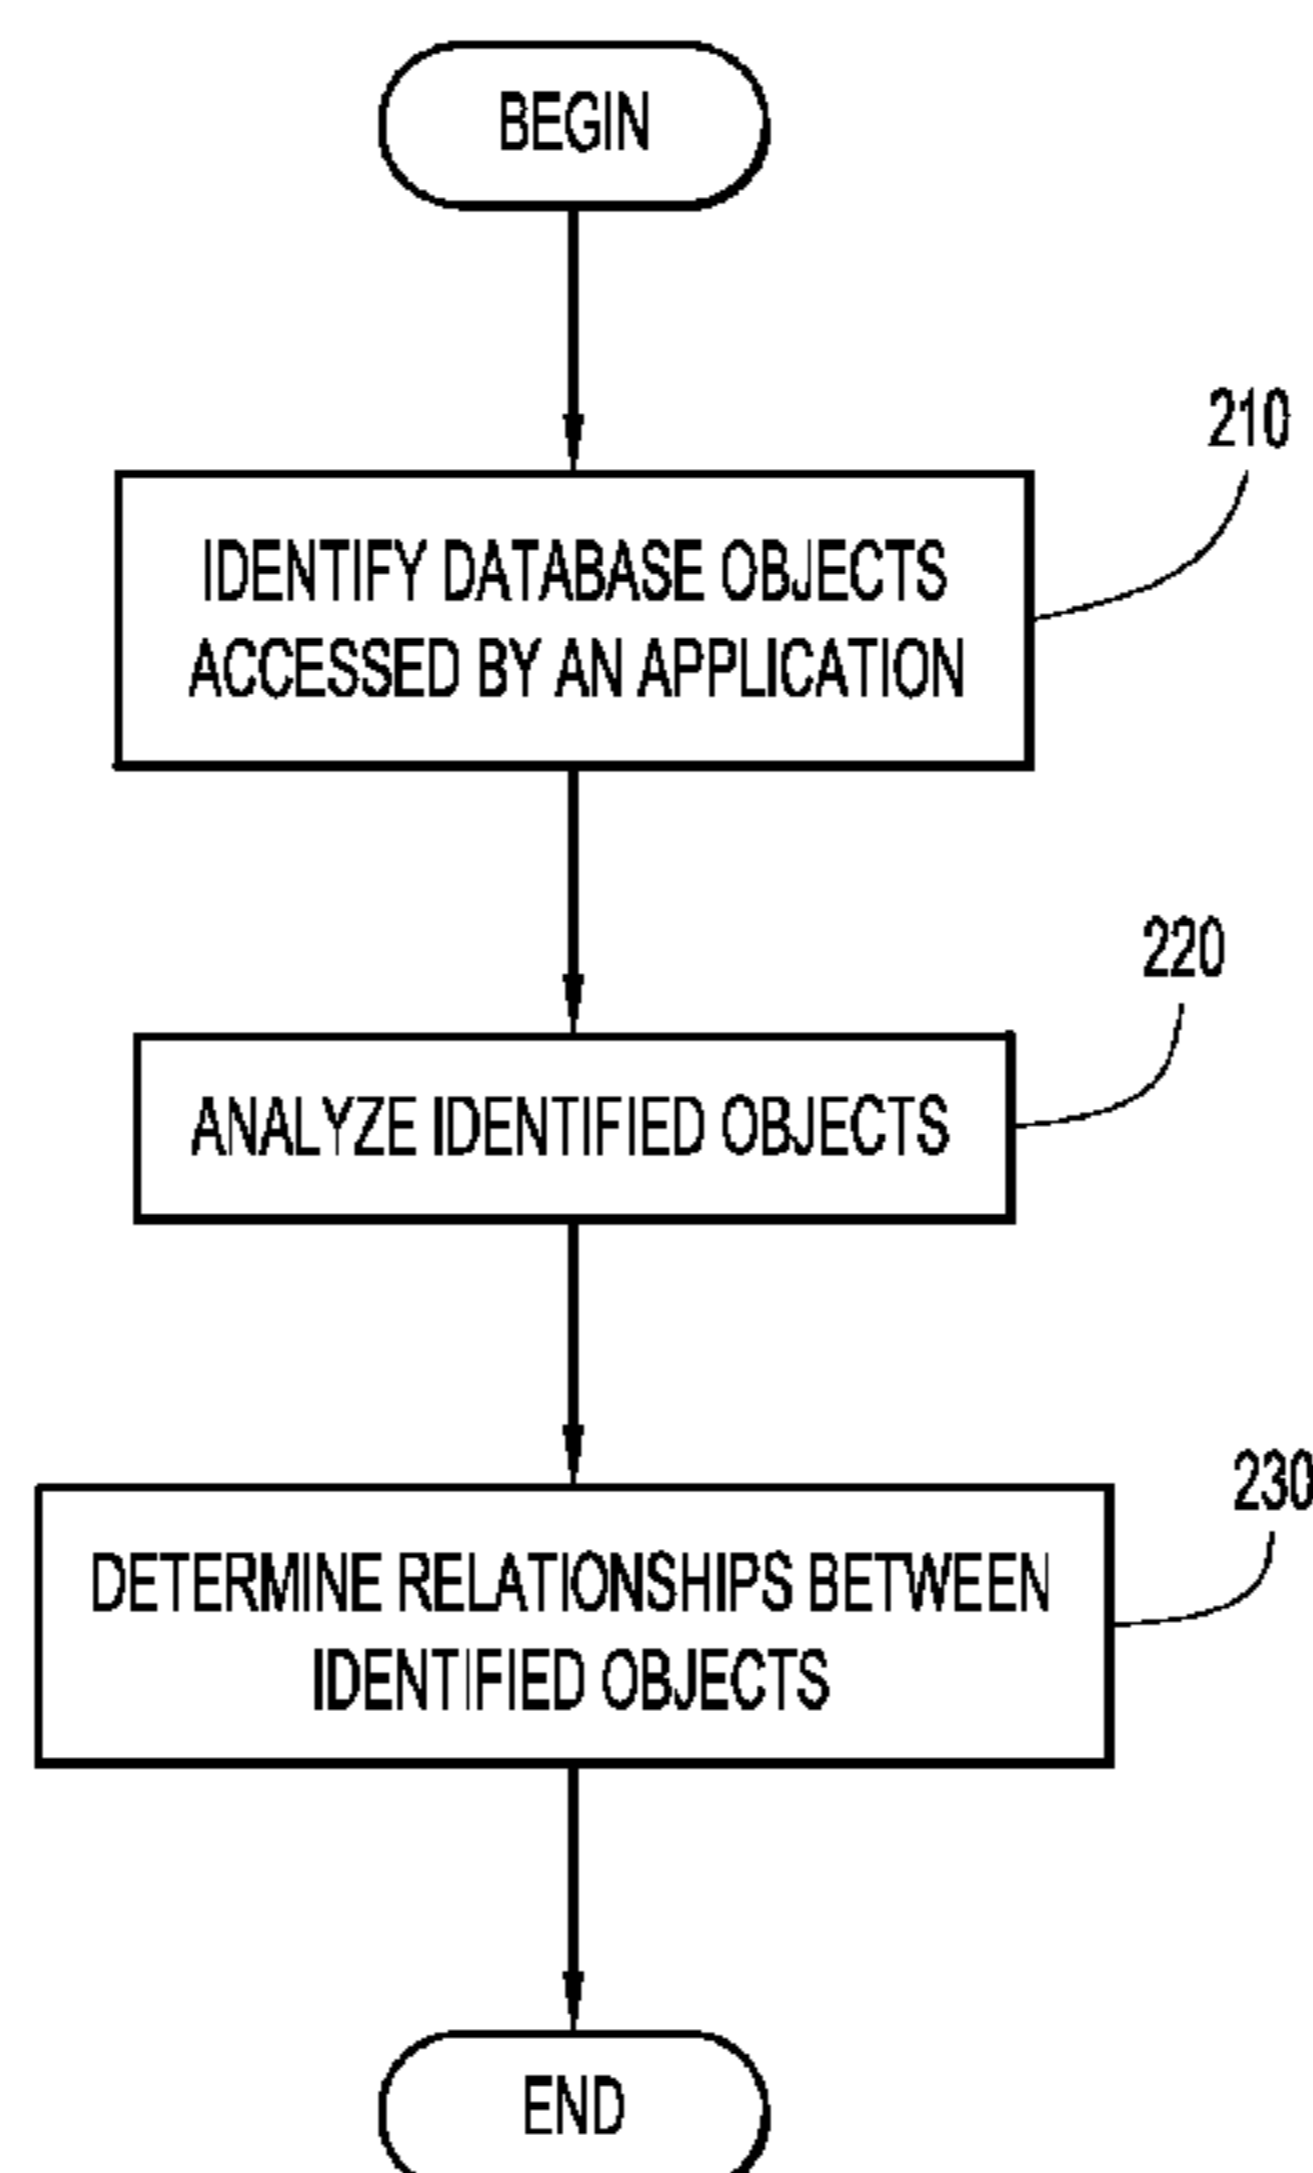 BEGIN
210
IDENTIFY DATABASE OBJECTS
ACCESSED BY AN APPLICATION
220
ANALYZE IDENTIFIED OBJECTS
230
DETERMINE RELATIONSHIPS BETWEEN
IDENTIFIED OBJECTS
END